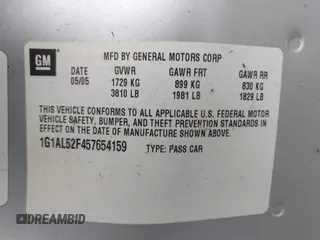 GM
MFD BY GENERAL MOTORS CORP
DATE GVWR GAWR FRT GAWR RR
05/05 1729 KG 899 KG 830 KG
3810 LB 1981 LB 1829 LB
THIS VEHICLE CONFORMS TO ALL APPLICABLE U.S. FEDERAL MOTOR
VEHICLE SAFETY, BUMPER, AND THEFT PREVENTION STANDARDS IN
EFFECT ON THE DATE OF MANUFACTURE SHOWN ABOVE.
1G1AL52F457654159 TYPE: PASS CAR
DREAMBID